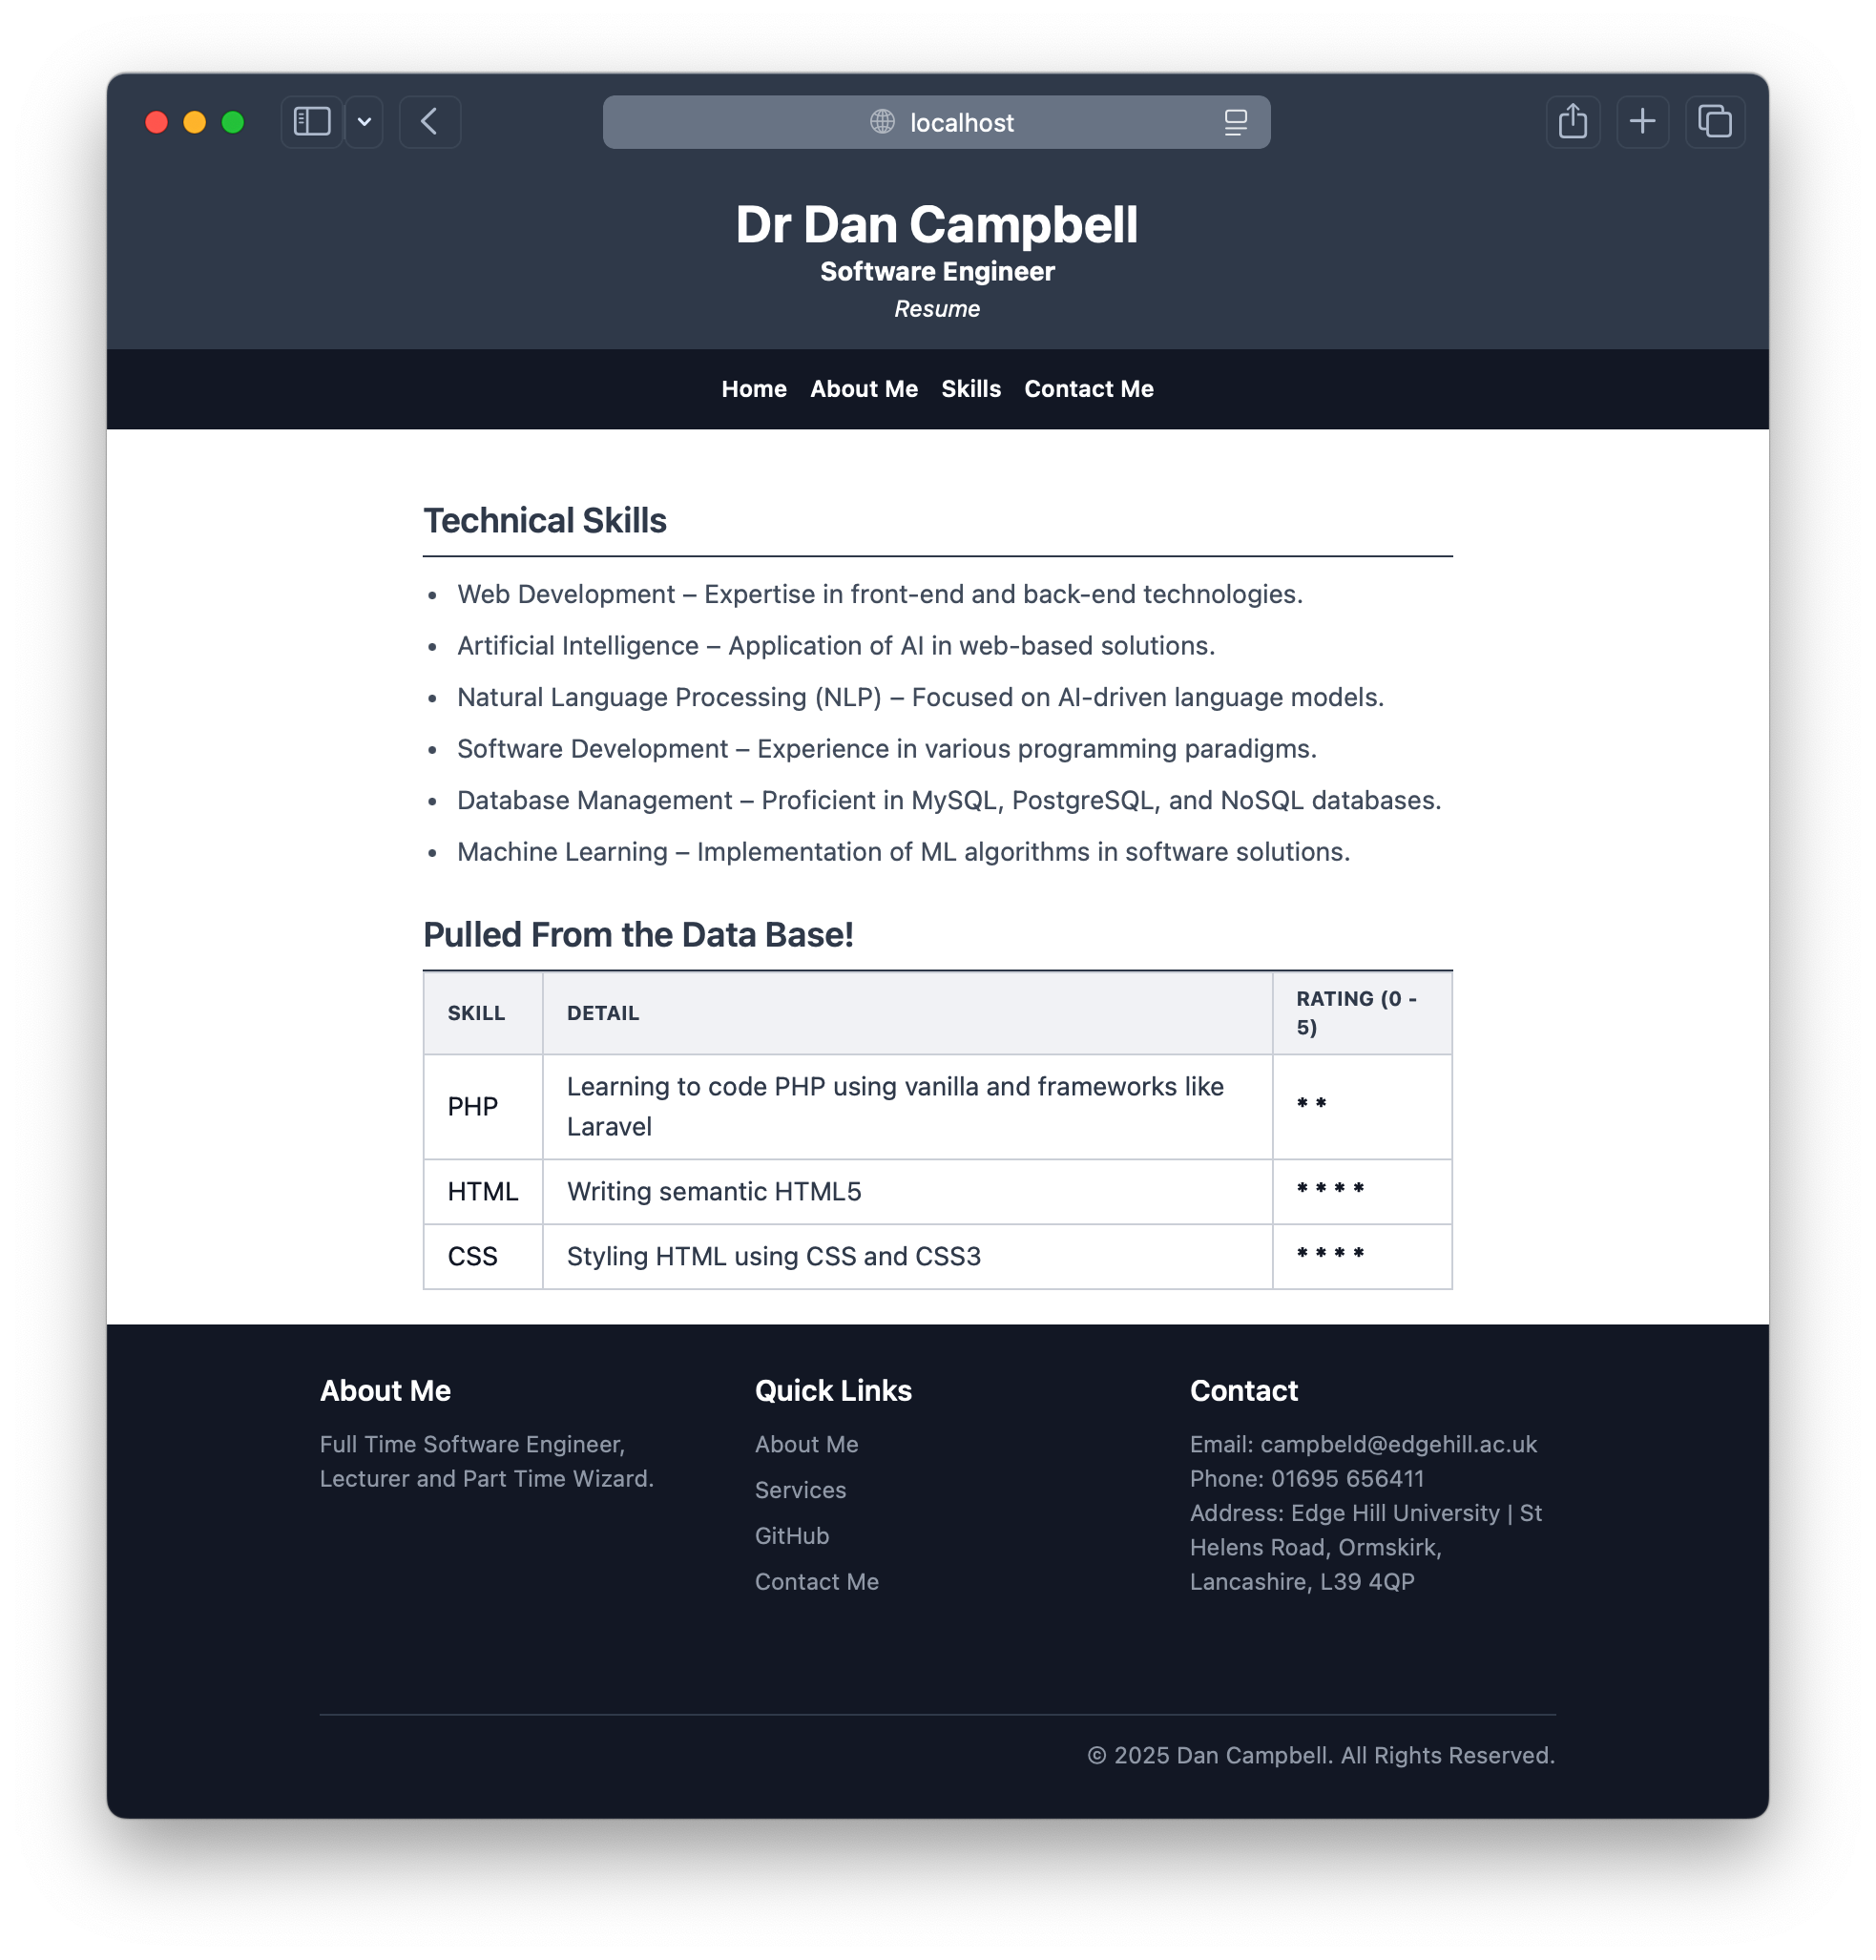 localhost
Dr Dan Campbell
Software Engineer
Resume
Home About Me Skills Contact Me
Technical Skills
• Web Development – Expertise in front-end and back-end technologies.
• Artificial Intelligence – Application of AI in web-based solutions.
• Natural Language Processing (NLP) – Focused on AI-driven language models.
• Software Development – Experience in various programming paradigms.
• Database Management – Proficient in MySQL, PostgreSQL, and NoSQL databases.
• Machine Learning – Implementation of ML algorithms in software solutions.
Pulled From the Data Base!
SKILL DETAIL RATING (0 -
5)
PHP Learning to code PHP using vanilla and frameworks like
Laravel
* *
HTML Writing semantic HTML5 * * * *
CSS Styling HTML using CSS and CSS3 * * * *
About Me
Full Time Software Engineer,
Lecturer and Part Time Wizard.
Quick Links
About Me
Services
GitHub
Contact Me
Contact
Email: campbeld@edgehill.ac.uk
Phone: 01695 656411
Address: Edge Hill University | St
Helens Road, Ormskirk,
Lancashire, L39 4QP
© 2025 Dan Campbell. All Rights Reserved.